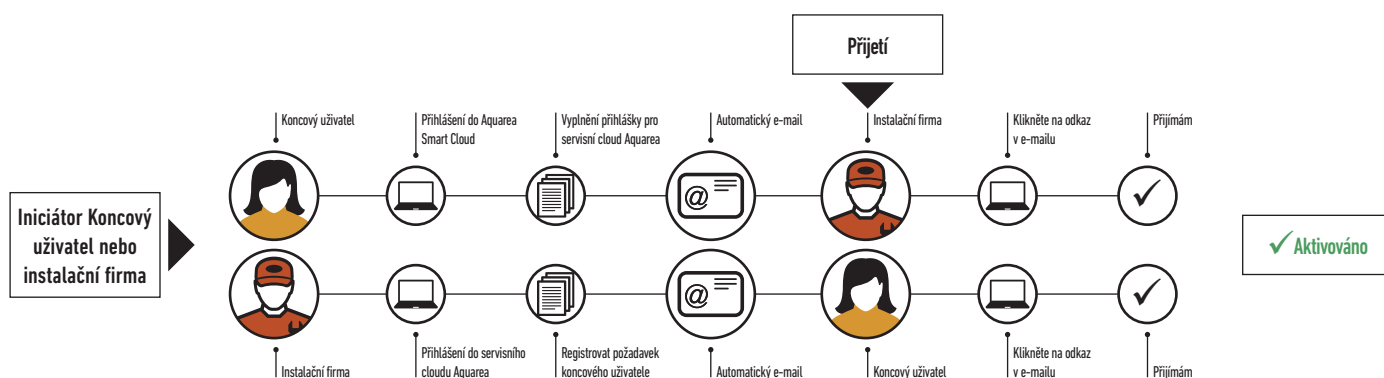 Přijetí
Koncový uživatel
Přihlášení do Aquarea
Smart Cloud
Vyplnění přihlášky pro
servisní cloud Aquarea
Automatický e-mail
Instalační firma
Klikněte na odkaz
v e-mailu
Přijímám
Iniciátor Koncový
uživatel nebo
instalační firma
@
@
Aktivováno
Instalační firma
Přihlášení do servisního
cloudu Aquarea
Registrovat požadavek
koncového uživatele
Automatický e-mail
Koncový uživatel
Klikněte na odkaz
v e-mailu
Přijímám